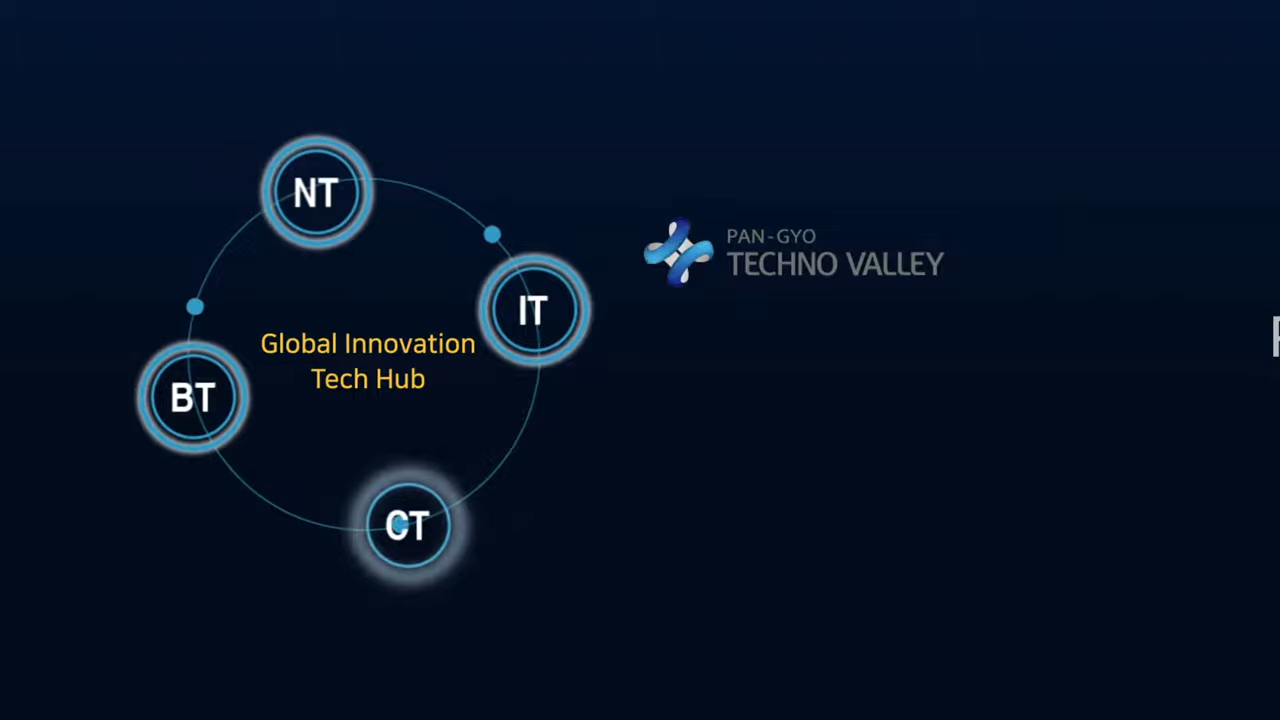 NT
IT
Global Innovation
Tech Hub
BT
CT
PAN-GYO
TECHNO VALLEY